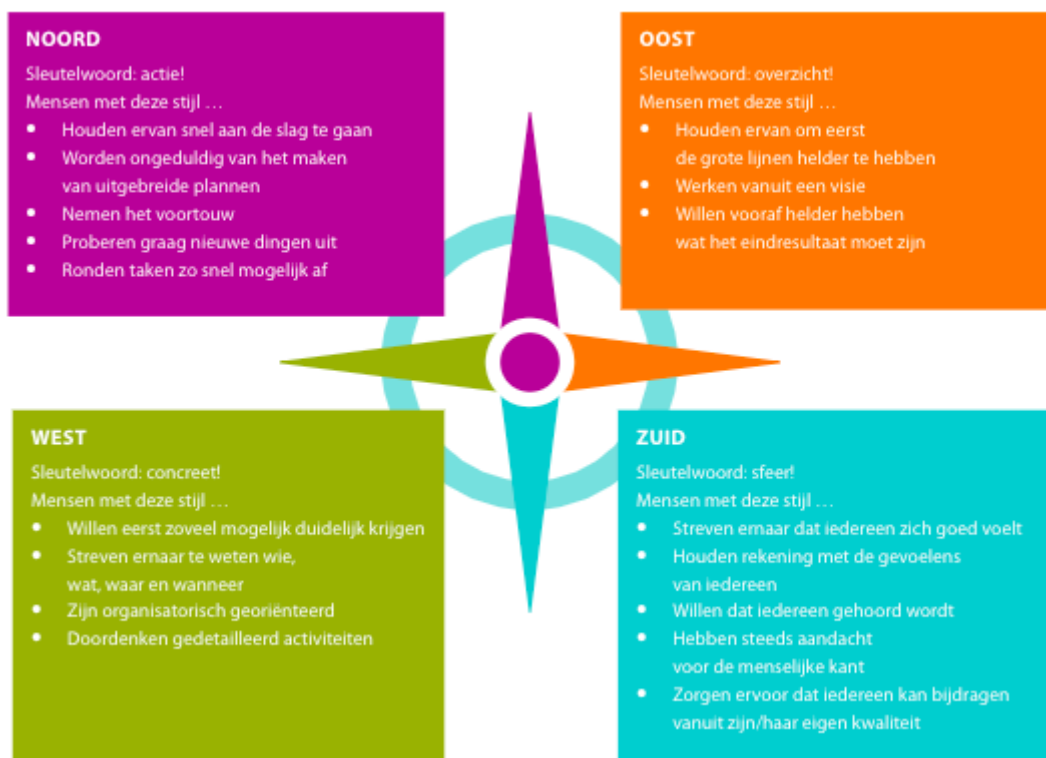 NOORD
Sleutelwoord: actie!
Mensen met deze stijl …
• Houden ervan snel aan de slag te gaan
• Worden ongeduldig van het maken
van uitgebreide plannen
• Nemen het voortouw
• Proberen graag nieuwe dingen uit
• Ronden taken zo snel mogelijk af
OOST
Sleutelwoord: overzicht!
Mensen met deze stijl …
• Houden ervan om eerst
de grote lijnen helder te hebben
• Werken vanuit een visie
• Willen vooraf helder hebben
wat het eindresultaat moet zijn
WEST
Sleutelwoord: concreet!
Mensen met deze stijl …
• Willen eerst zoveel mogelijk duidelijk krijgen
• Streven ernaar te weten wie,
wat, waar en wanneer
• Zijn organisatorisch georiënteerd
• Doordenken gedetailleerd activiteiten
ZUID
Sleutelwoord: sfeer!
Mensen met deze stijl …
• Streven ernaar dat iedereen zich goed voelt
• Houden rekening met de gevoelens
van iedereen
• Willen dat iedereen gehoord wordt
• Hebben steeds aandacht
voor de menselijke kant
• Zorgen ervoor dat iedereen kan bijdragen
vanuit zijn/haar eigen kwaliteit